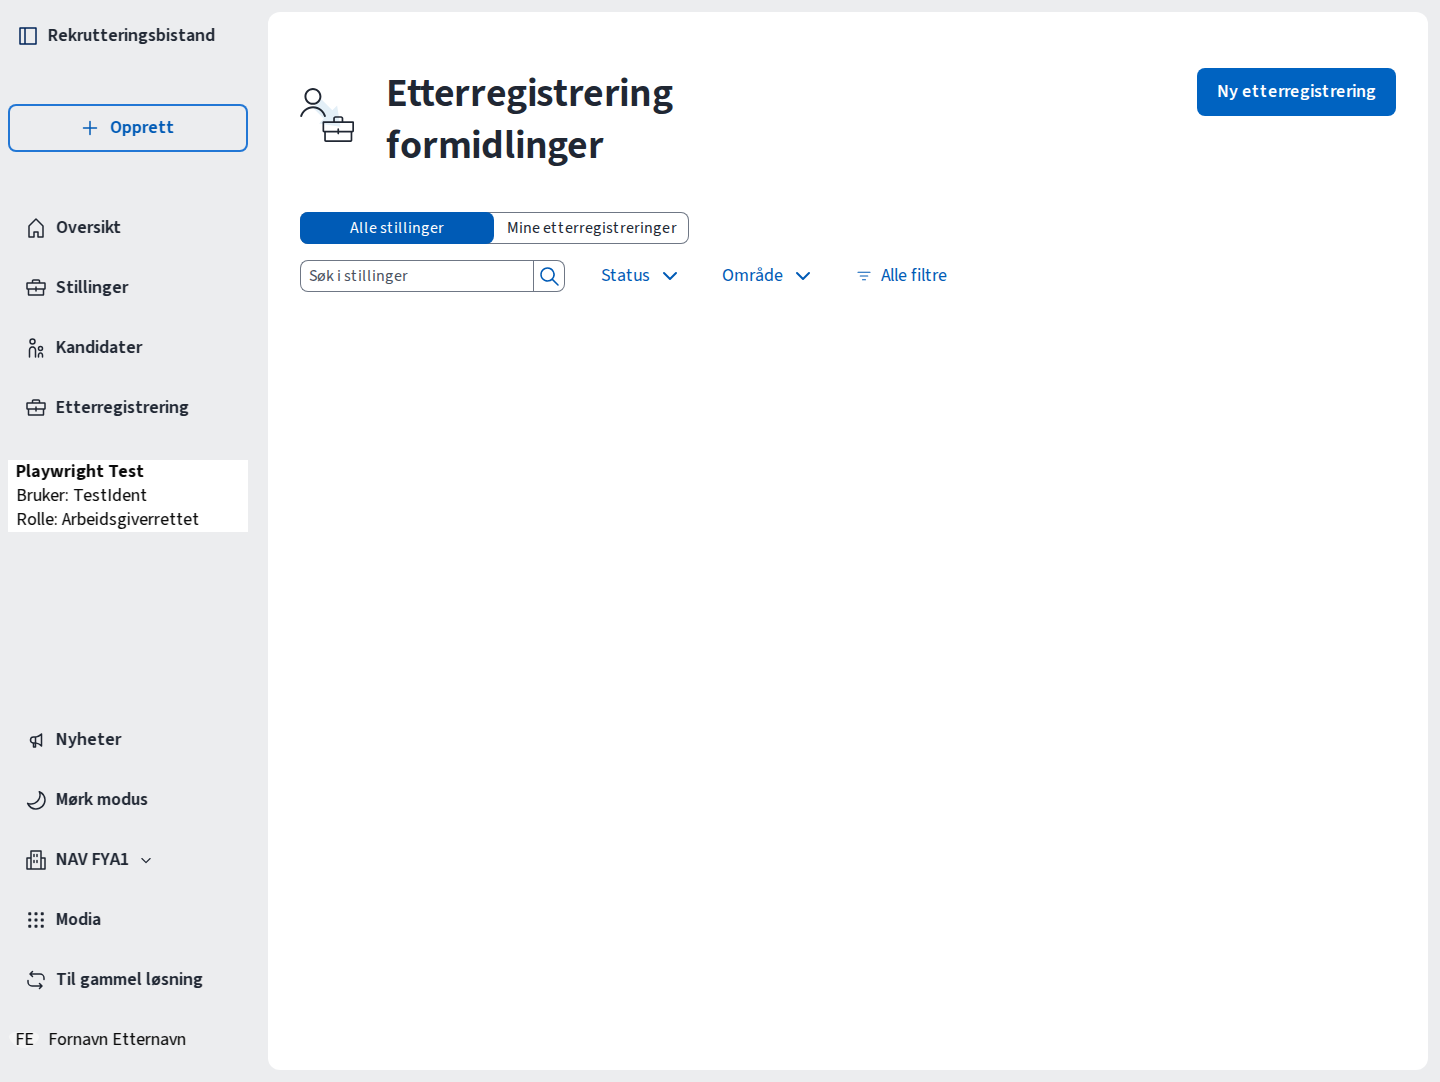 Rekrutteringsbistand
Opprett
Oversikt
Stillinger
Kandidater
Etterregistrering
Playwright Test
Bruker: TestIdent
Rolle: Arbeidsgiverrettet
Nyheter
Mørk modus
NAV FYA1
Modia
Til gammel løsning
FE Fornavn Etternavn
Etterregistrering
formidlinger
Ny etterregistrering
Alle stillinger Mine etterregistreringer
Søk i stillinger Status Område Alle filtre